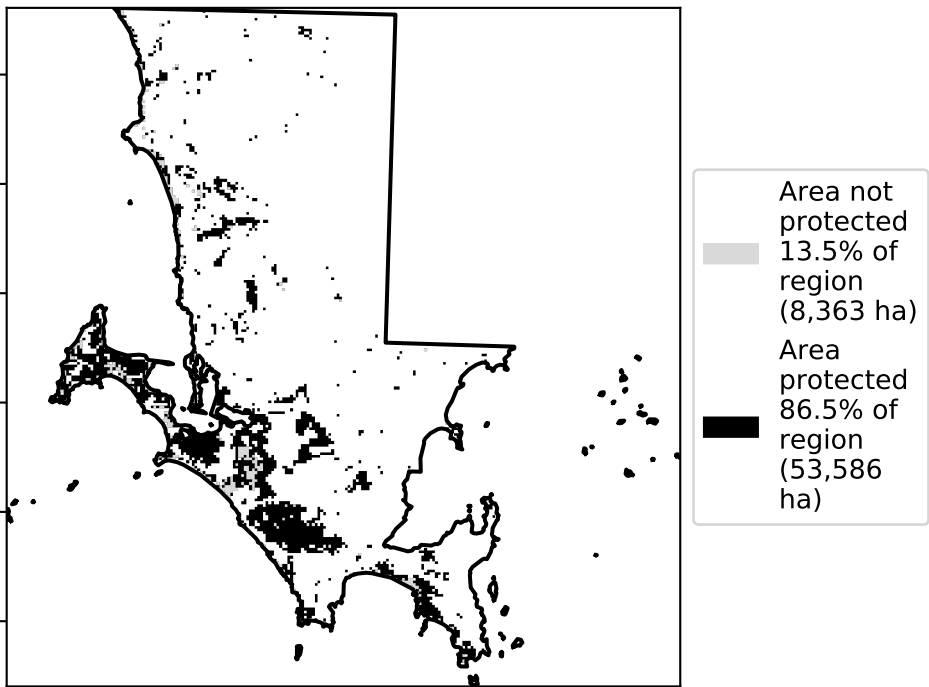 Area not
protected
13.5% of
region
(8,363 ha)
Area
protected
86.5% of
region
(53,586
ha)